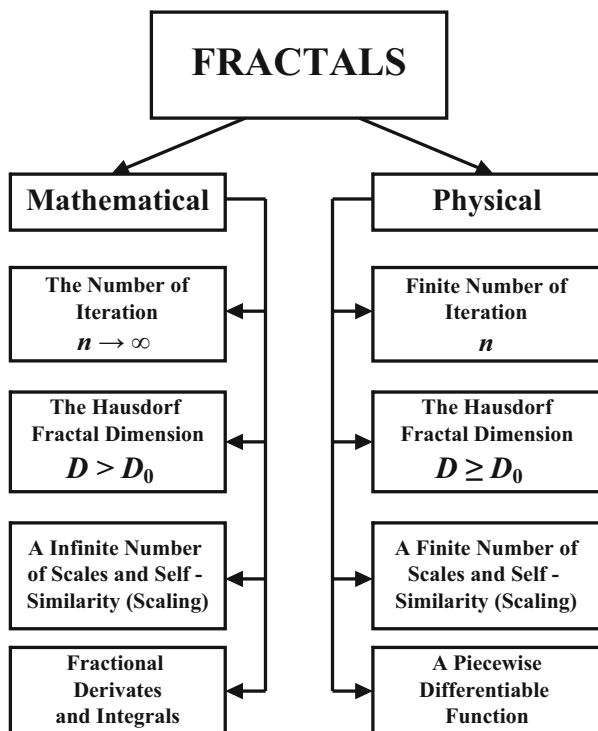 FRACTALS
Mathematical
The Number of
Iteration
n → ∞
The Hausdorf
Fractal Dimension
D > D₀
A Infinite Number
of Scales and Self -
Similarity (Scaling)
Fractional
Derivates
and Integrals
Physical
Finite Number of
Iteration
n
The Hausdorf
Fractal Dimension
D ≥ D₀
A Finite Number of
Scales and Self -
Similarity (Scaling)
A Piecewise
Differentiable
Function